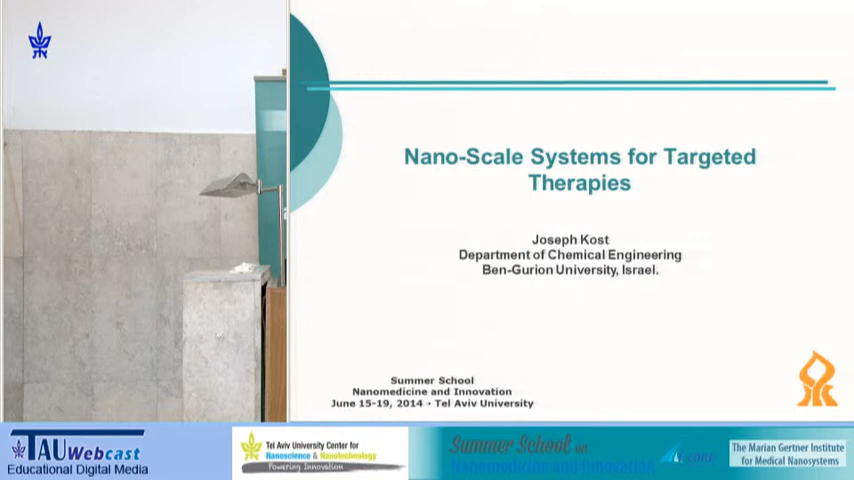 Nano-Scale Systems for Targeted
Therapies
Joseph Kost
Department of Chemical Engineering
Ben-Gurion University, Israel.
Summer School
Nanomedicine and Innovation
June 15-19, 2014 • Tel Aviv University
TAU Webcast
Educational Digital Media
Tel Aviv University Center for
Nanoscience & Nanotechnology
Powering Innovation
Summer School on
Nanomedicine and Innovation
The Marian Gertner Institute
for Medical Nanosystems